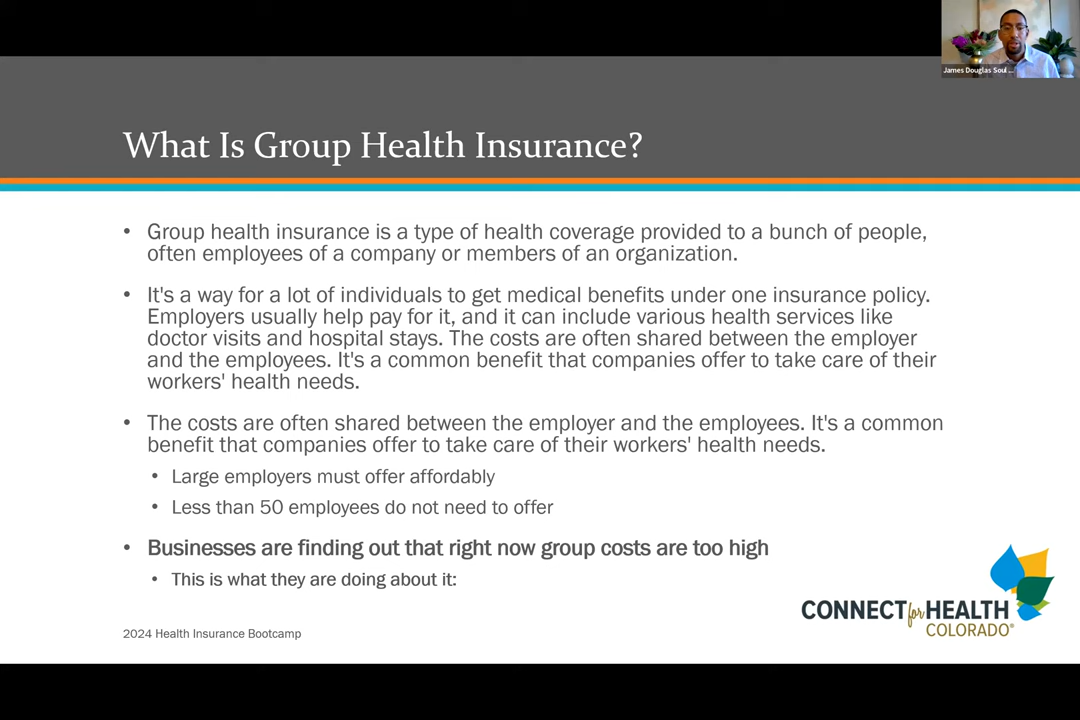 James Douglas Soul ...
What Is Group Health Insurance?
• Group health insurance is a type of health coverage provided to a bunch of people,
often employees of a company or members of an organization.
• It's a way for a lot of individuals to get medical benefits under one insurance policy.
Employers usually help pay for it, and it can include various health services like
doctor visits and hospital stays. The costs are often shared between the employer
and the employees. It's a common benefit that companies offer to take care of their
workers' health needs.
• The costs are often shared between the employer and the employees. It's a common
benefit that companies offer to take care of their workers' health needs.
• Large employers must offer affordably
• Less than 50 employees do not need to offer
• Businesses are finding out that right now group costs are too high
• This is what they are doing about it:
CONNECT for HEALTH
COLORADO®
2024 Health Insurance Bootcamp